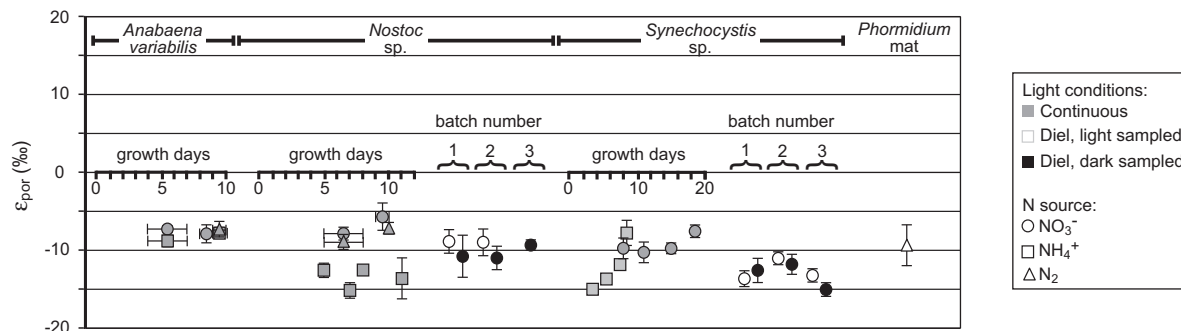 20
10
0
-10
-20
εpor (‰)
Anabaena
variabilis
Nostoc
sp.
Synechocystis
sp.
Phormidium
mat
growth days
0 5 10
growth days
0 5 10
batch number
1 2 3
growth days
0 10 20
batch number
1 2 3
Light conditions:
Continuous
Diel, light sampled
Diel, dark sampled
N source:
NO₃⁻
NH₄⁺
N₂